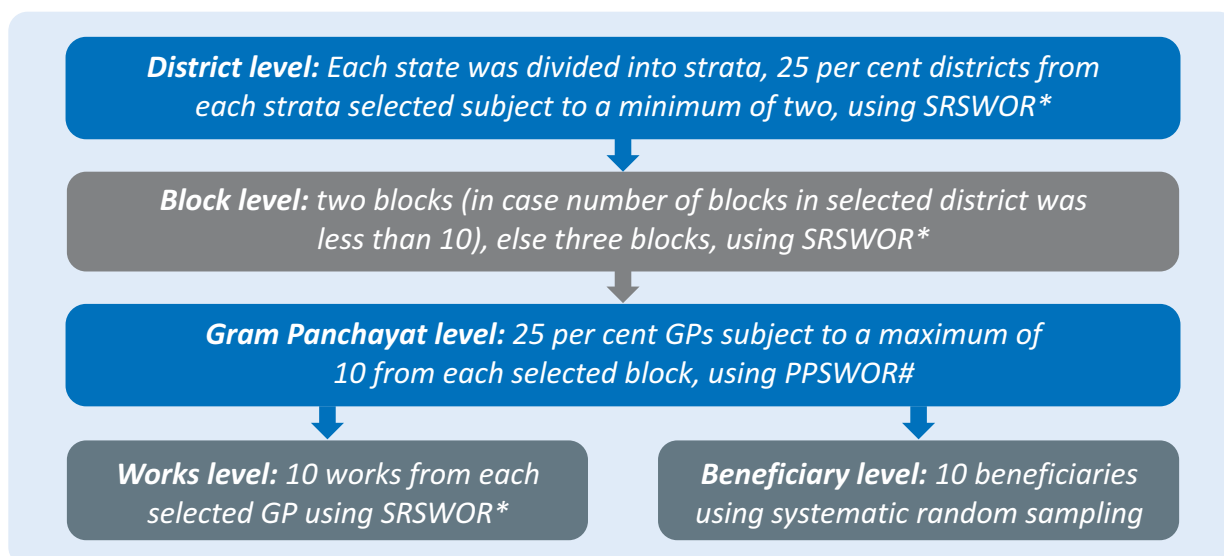 District level: Each state was divided into strata, 25 per cent districts from
each strata selected subject to a minimum of two, using SRSWOR*
Block level: two blocks (in case number of blocks in selected district was
less than 10), else three blocks, using SRSWOR*
Gram Panchayat level: 25 per cent GPs subject to a maximum of
10 from each selected block, using PPSWOR#
Works level: 10 works from each
selected GP using SRSWOR*
Beneficiary level: 10 beneficiaries
using systematic random sampling